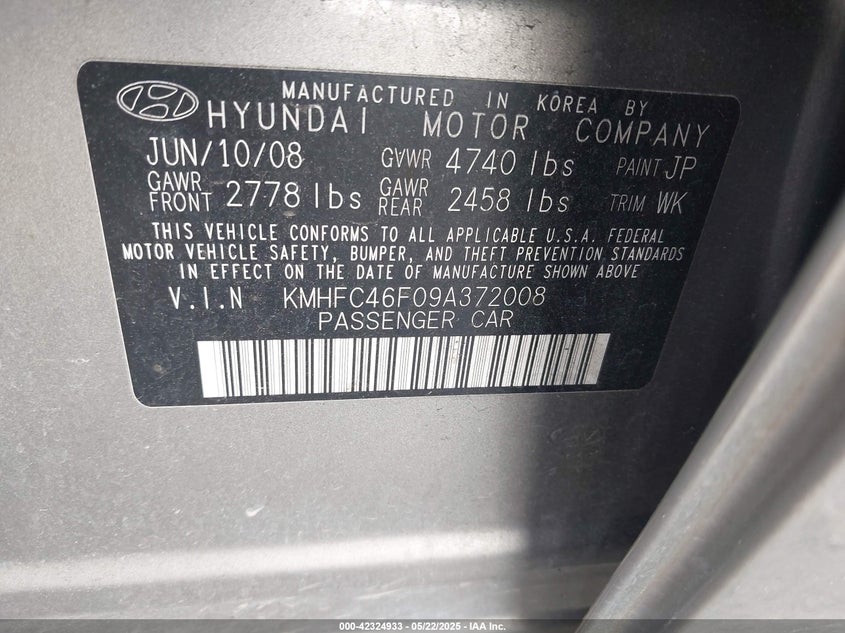 MANUFACTURED IN KOREA BY
HYUNDAI MOTOR COMPANY
JUN/10/08 GVWR 4740 lbs PAINT JP
GAWR FRONT 2778 lbs GAWR REAR 2458 lbs TRIM WK
THIS VEHICLE CONFORMS TO ALL APPLICABLE U.S.A. FEDERAL
MOTOR VEHICLE SAFETY, BUMPER, AND THEFT PREVENTION STANDARDS
IN EFFECT ON THE DATE OF MANUFACTURE SHOWN ABOVE
V.I.N KMHFC46F09A372008
PASSENGER CAR
000-42324933 - 05/22/2025 - IAA Inc.